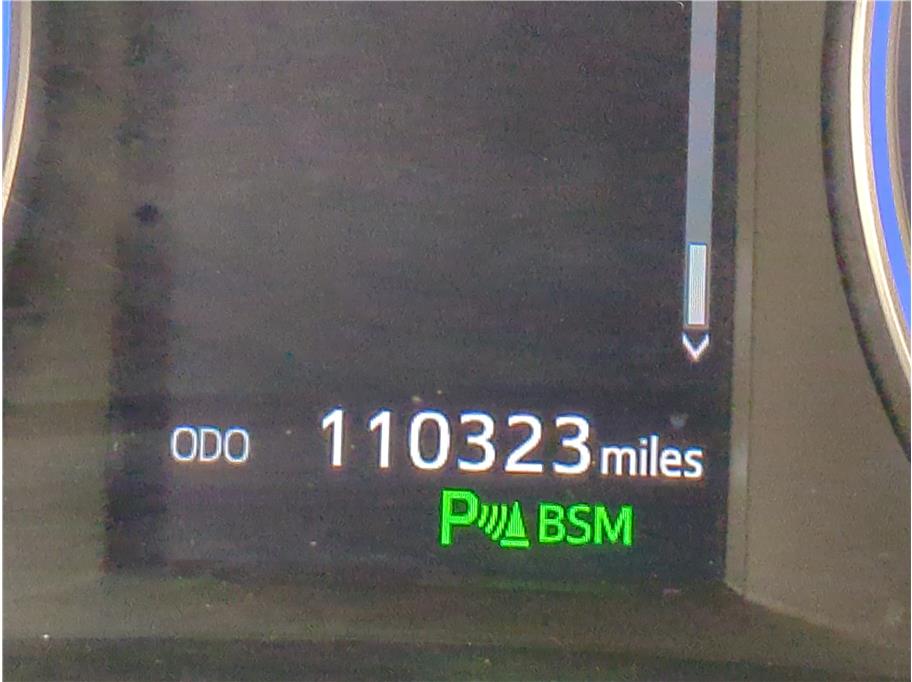 ODO 110323 miles
P BSM